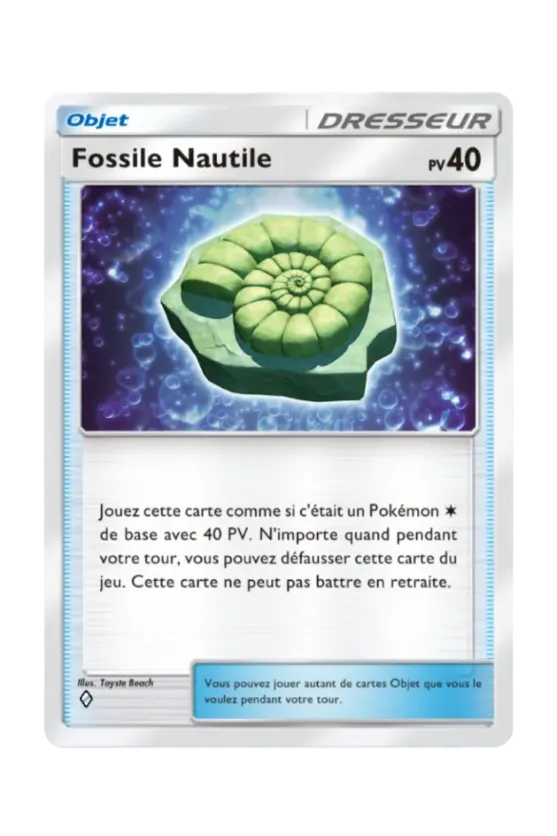 Objet
DRESSEUR
Fossile Nautile
PV40
Jouez cette carte comme si c'était un Pokémon ✶
de base avec 40 PV. N'importe quand pendant
votre tour, vous pouvez défausser cette carte du
jeu. Cette carte ne peut pas battre en retraite.
Illus. Toyste Beach
Vous pouvez jouer autant de cartes Objet que vous le
voulez pendant votre tour.